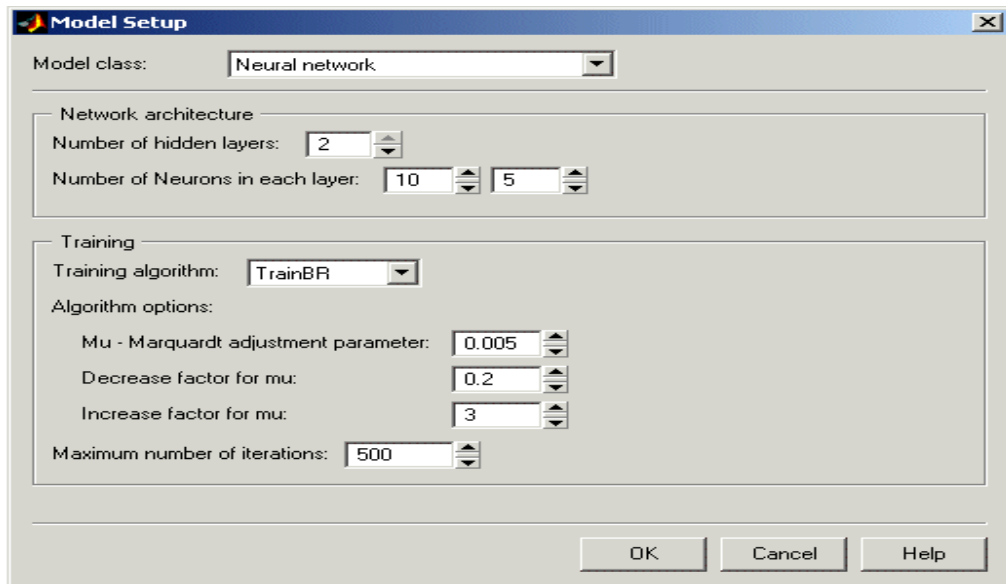 Model Setup
Model class: Neural network
Network architecture
Number of hidden layers: 2
Number of Neurons in each layer: 10 5
Training
Training algorithm: TrainBR
Algorithm options:
Mu - Marquardt adjustment parameter: 0.005
Decrease factor for mu: 0.2
Increase factor for mu: 3
Maximum number of iterations: 500
OK Cancel Help